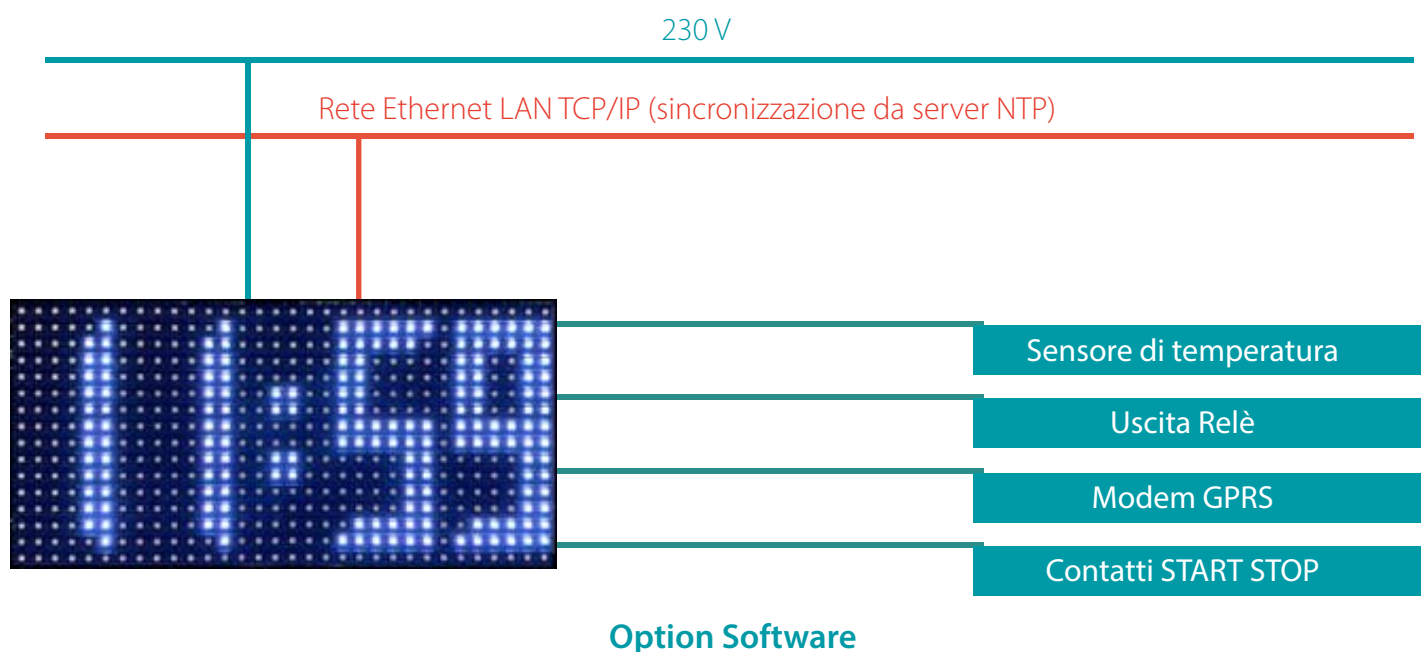 230 V
Rete Ethernet LAN TCP/IP (sincronizzazione da server NTP)
11:59
Sensore di temperatura
Uscita Relè
Modem GPRS
Contatti START STOP
Option Software